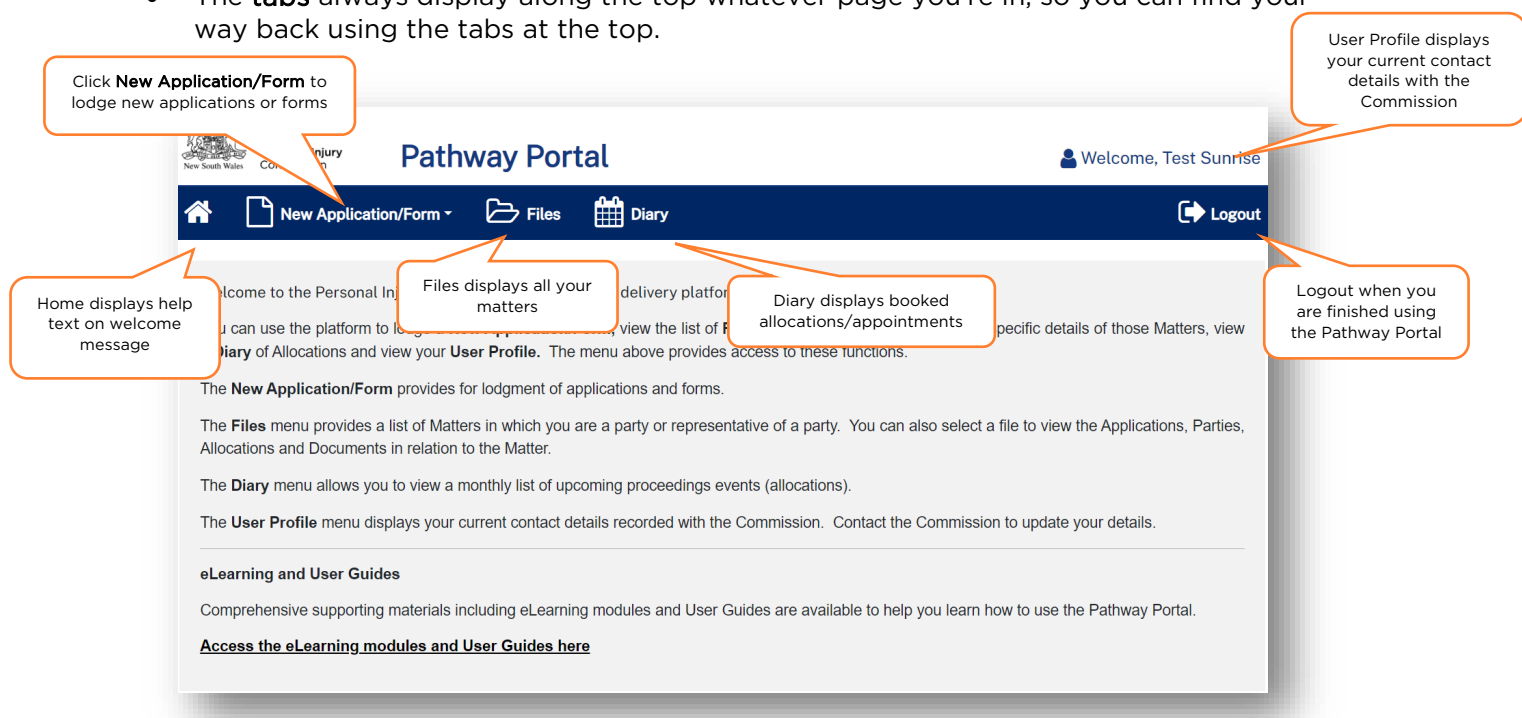 The tabs always display along the top whatever page you're in, so you can find your
way back using the tabs at the top.
User Profile displays
your current contact
details with the
Commission
Click New Application/Form to
lodge new applications or forms
New South Wales
Pathway Portal
Welcome, Test Sunrise
New Application/Form
Files
Diary
Logout
Home displays help
text on welcome
message
Files displays all your
matters
Diary displays booked
allocations/appointments
Logout when you
are finished using
the Pathway Portal
to the Personal delivery
can use the platform to view the list of specific details of those Matters, view
Diary of Allocations and view your User Profile. The menu above provides access to these functions.
The New Application/Form provides for lodgment of applications and forms.
The Files menu provides a list of Matters in which you are a party or representative of a party. You can also select a file to view the Applications, Parties,
Allocations and Documents in relation to the Matter.
The Diary menu allows you to view a monthly list of upcoming proceedings events (allocations).
The User Profile menu displays your current contact details recorded with the Commission. Contact the Commission to update your details.
eLearning and User Guides
Comprehensive supporting materials including eLearning modules and User Guides are available to help you learn how to use the Pathway Portal.
Access the eLearning modules and User Guides here